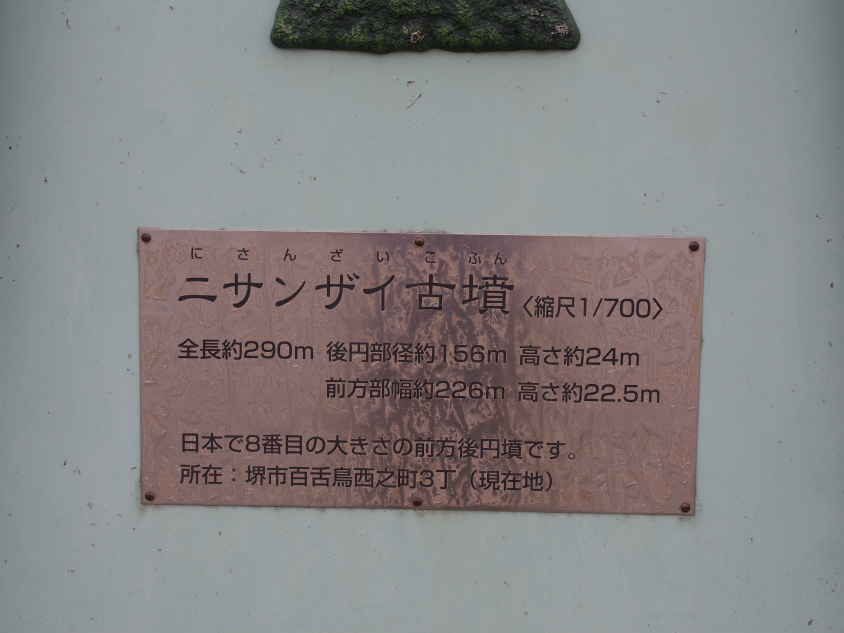 にさんざいこふん
ニサンザイ古墳〈縮尺1/700〉
全長約290m 後円部径約156m 高さ約24m
前方部幅約226m 高さ約22.5m
日本で8番目の大きさの前方後円墳です。
所在：堺市百舌鳥西之町3丁（現在地）